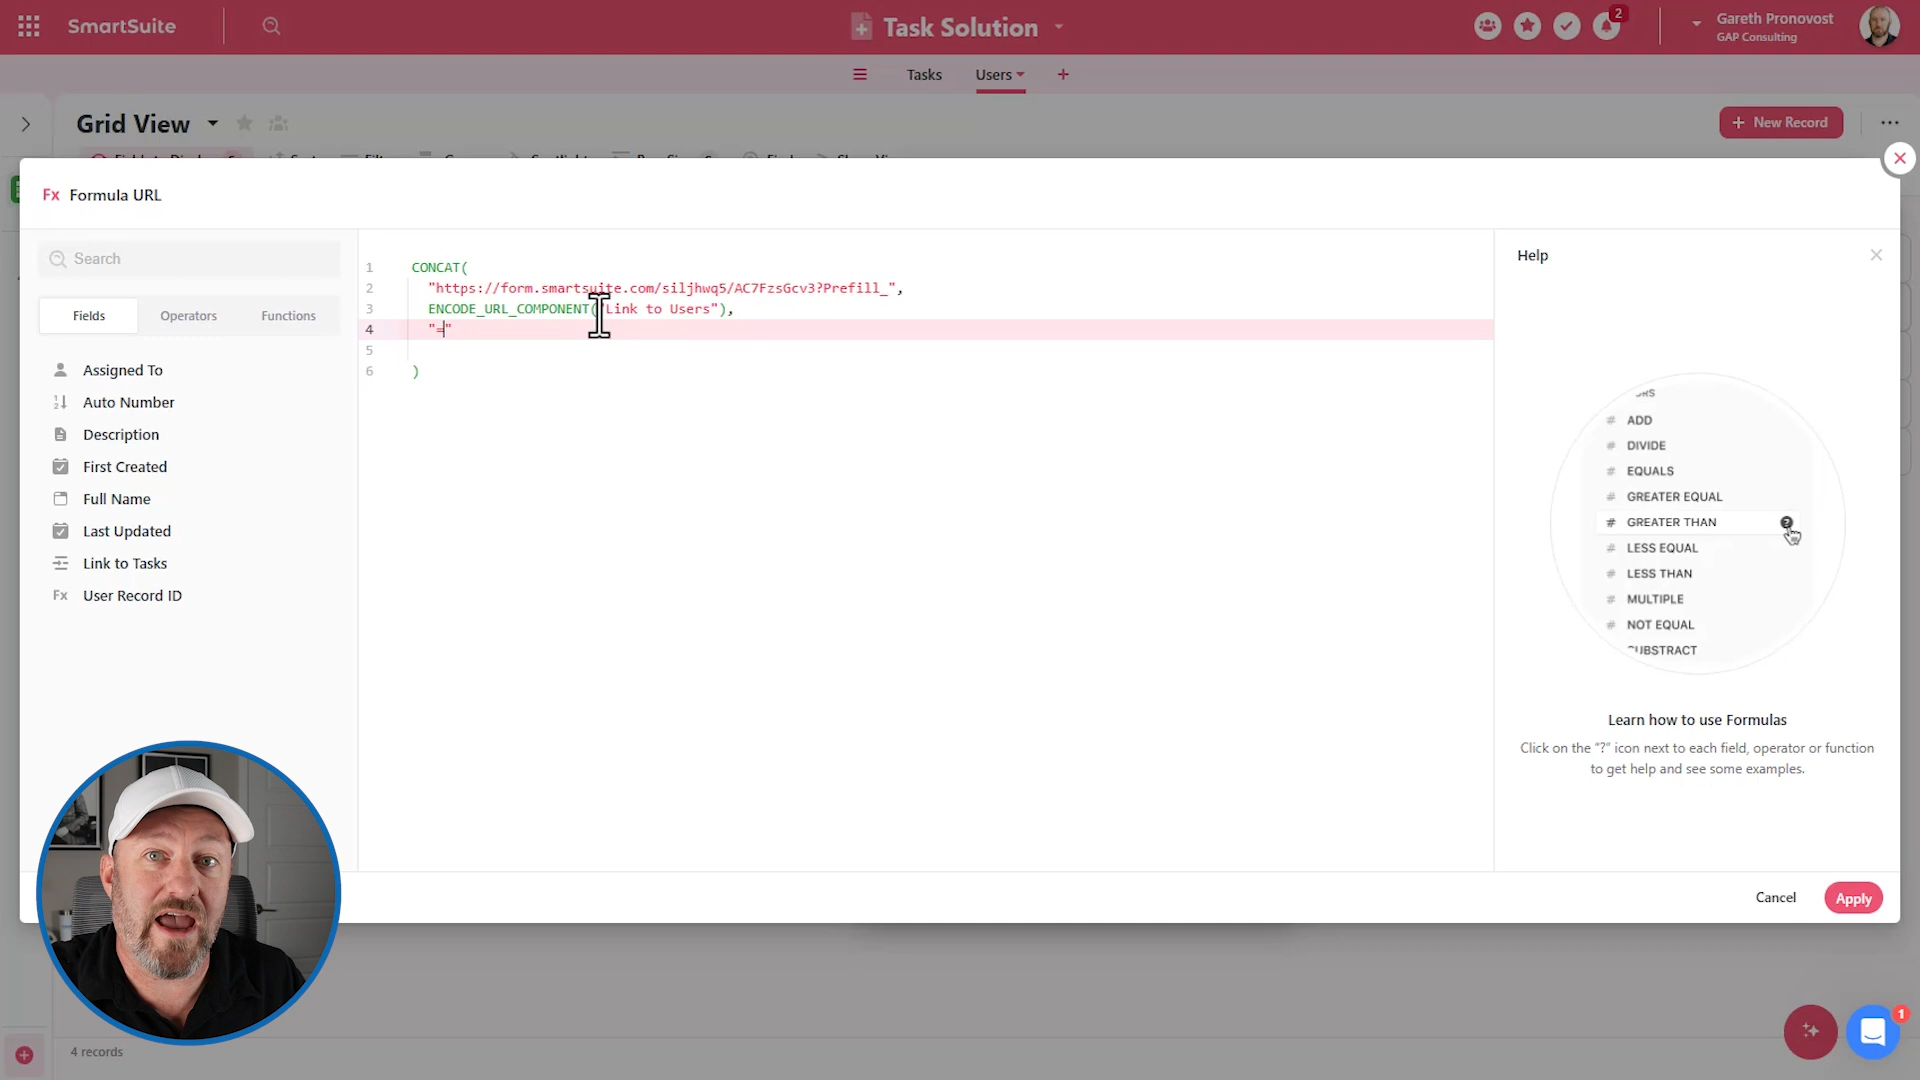 SmartSuite
Task Solution
2
Gareth Pronovost
GAP Consulting
Tasks
Users
Grid View
New Record
Fx Formula URL
Search
Fields
Operators
Functions
Assigned To
Auto Number
Description
First Created
Full Name
Last Updated
Link to Tasks
Fx User Record ID
1 CONCAT(
2 "https://form.smartsuite.com/siljhwq5/AC7FzsGcv3?Prefill_",
3 ENCODE_URL_COMPONENT("Link to Users"),
4 "="
5
6 )
Help
# ADD
# DIVIDE
# EQUALS
# GREATER EQUAL
# GREATER THAN
# LESS EQUAL
# LESS THAN
# MULTIPLE
# NOT EQUAL
SUBSTRACT
Learn how to use Formulas
Click on the "?" icon next to each field, operator or function
to get help and see some examples.
Cancel
Apply
4 records
1